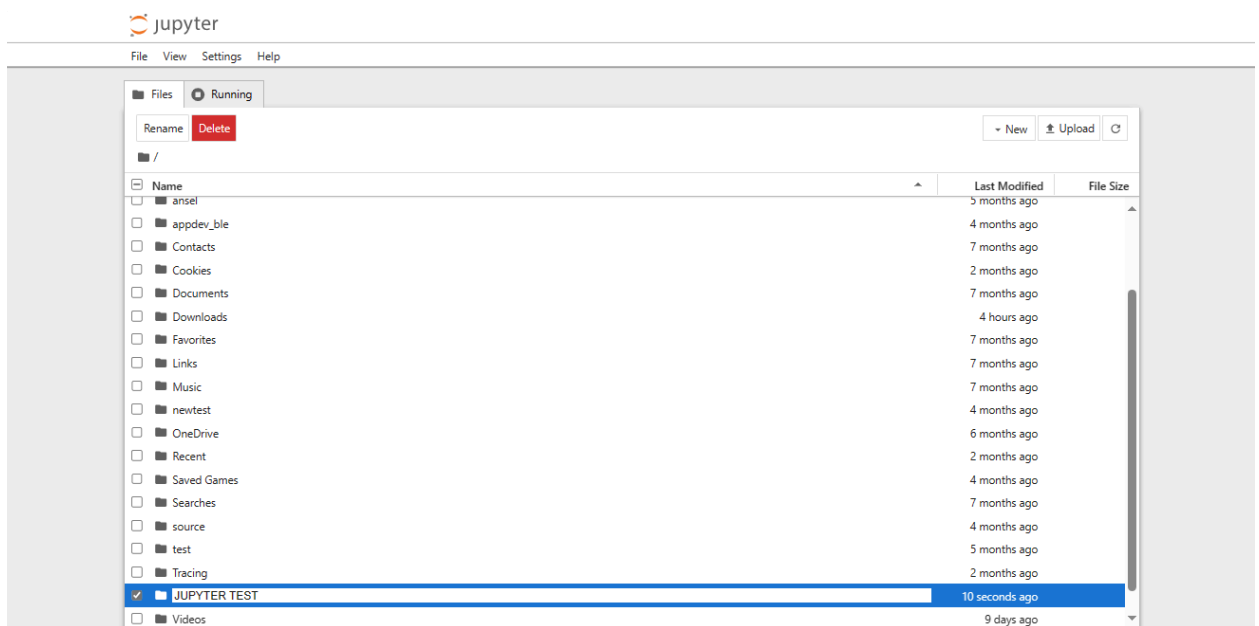 jupyter
File View Settings Help
Files Running
Rename Delete New Upload
/
Name Last Modified File Size
ansel 5 months ago
appdev_ble 4 months ago
Contacts 7 months ago
Cookies 2 months ago
Documents 7 months ago
Downloads 4 hours ago
Favorites 7 months ago
Links 7 months ago
Music 7 months ago
newtest 4 months ago
OneDrive 6 months ago
Recent 2 months ago
Saved Games 4 months ago
Searches 7 months ago
source 4 months ago
test 5 months ago
Tracing 2 months ago
JUPYTER TEST 10 seconds ago
Videos 9 days ago